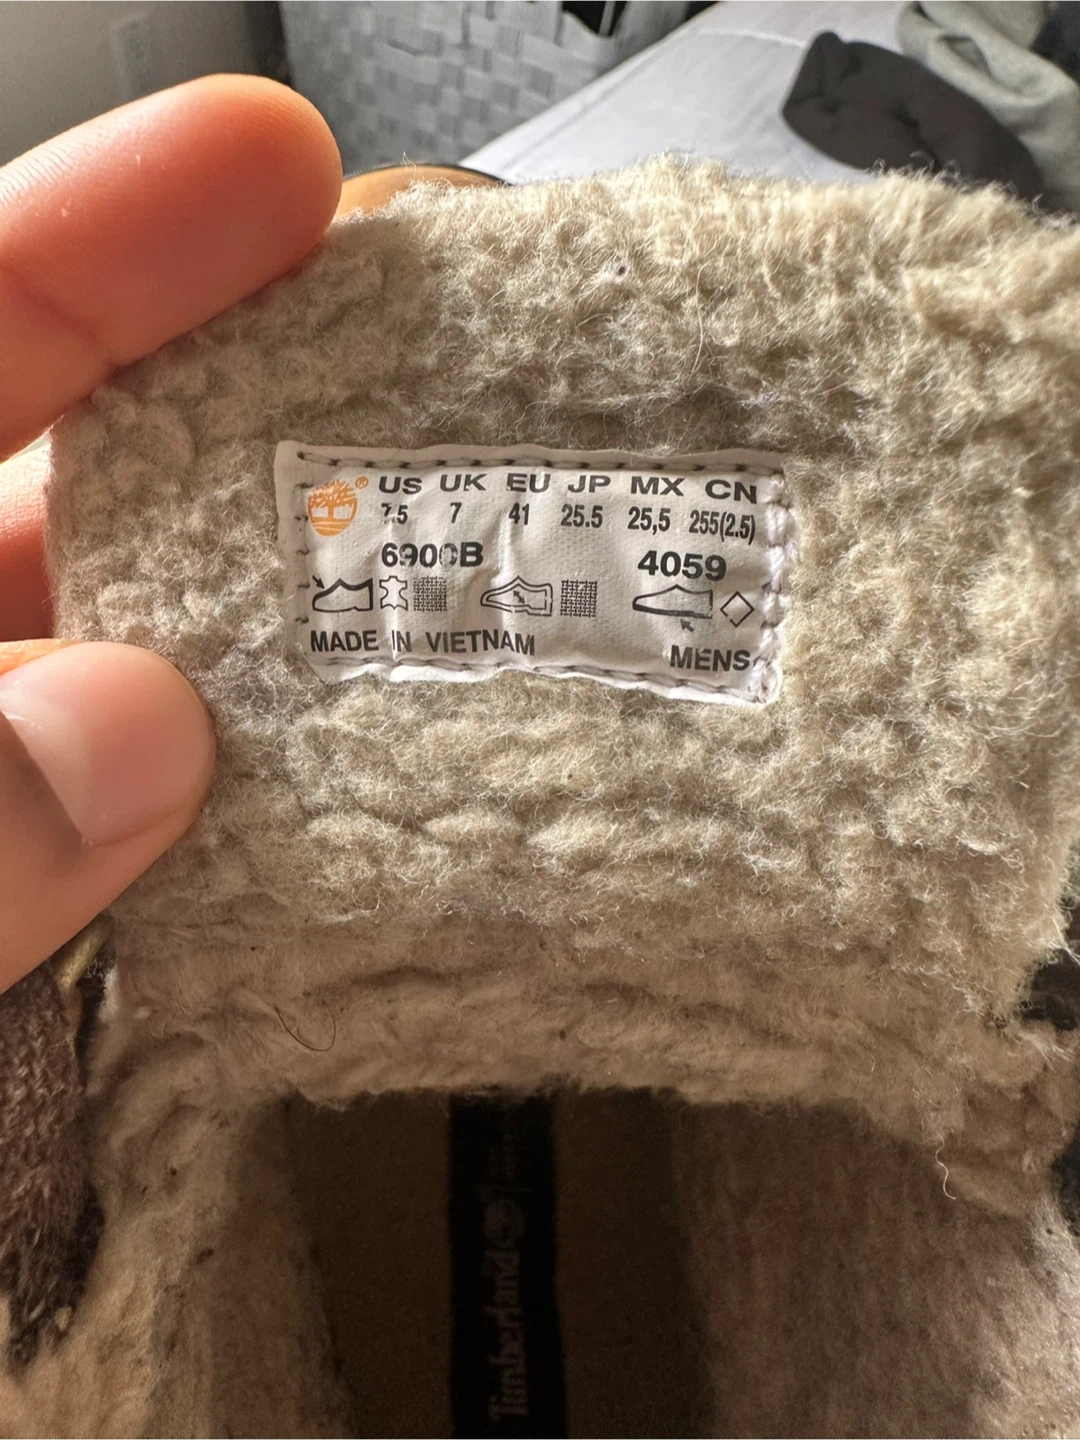 ® US UK EU JP MX CN
7.5 7 41 25.5 25,5 255(2.5)
6900B 4059
MADE IN VIETNAM MENS
Timberland